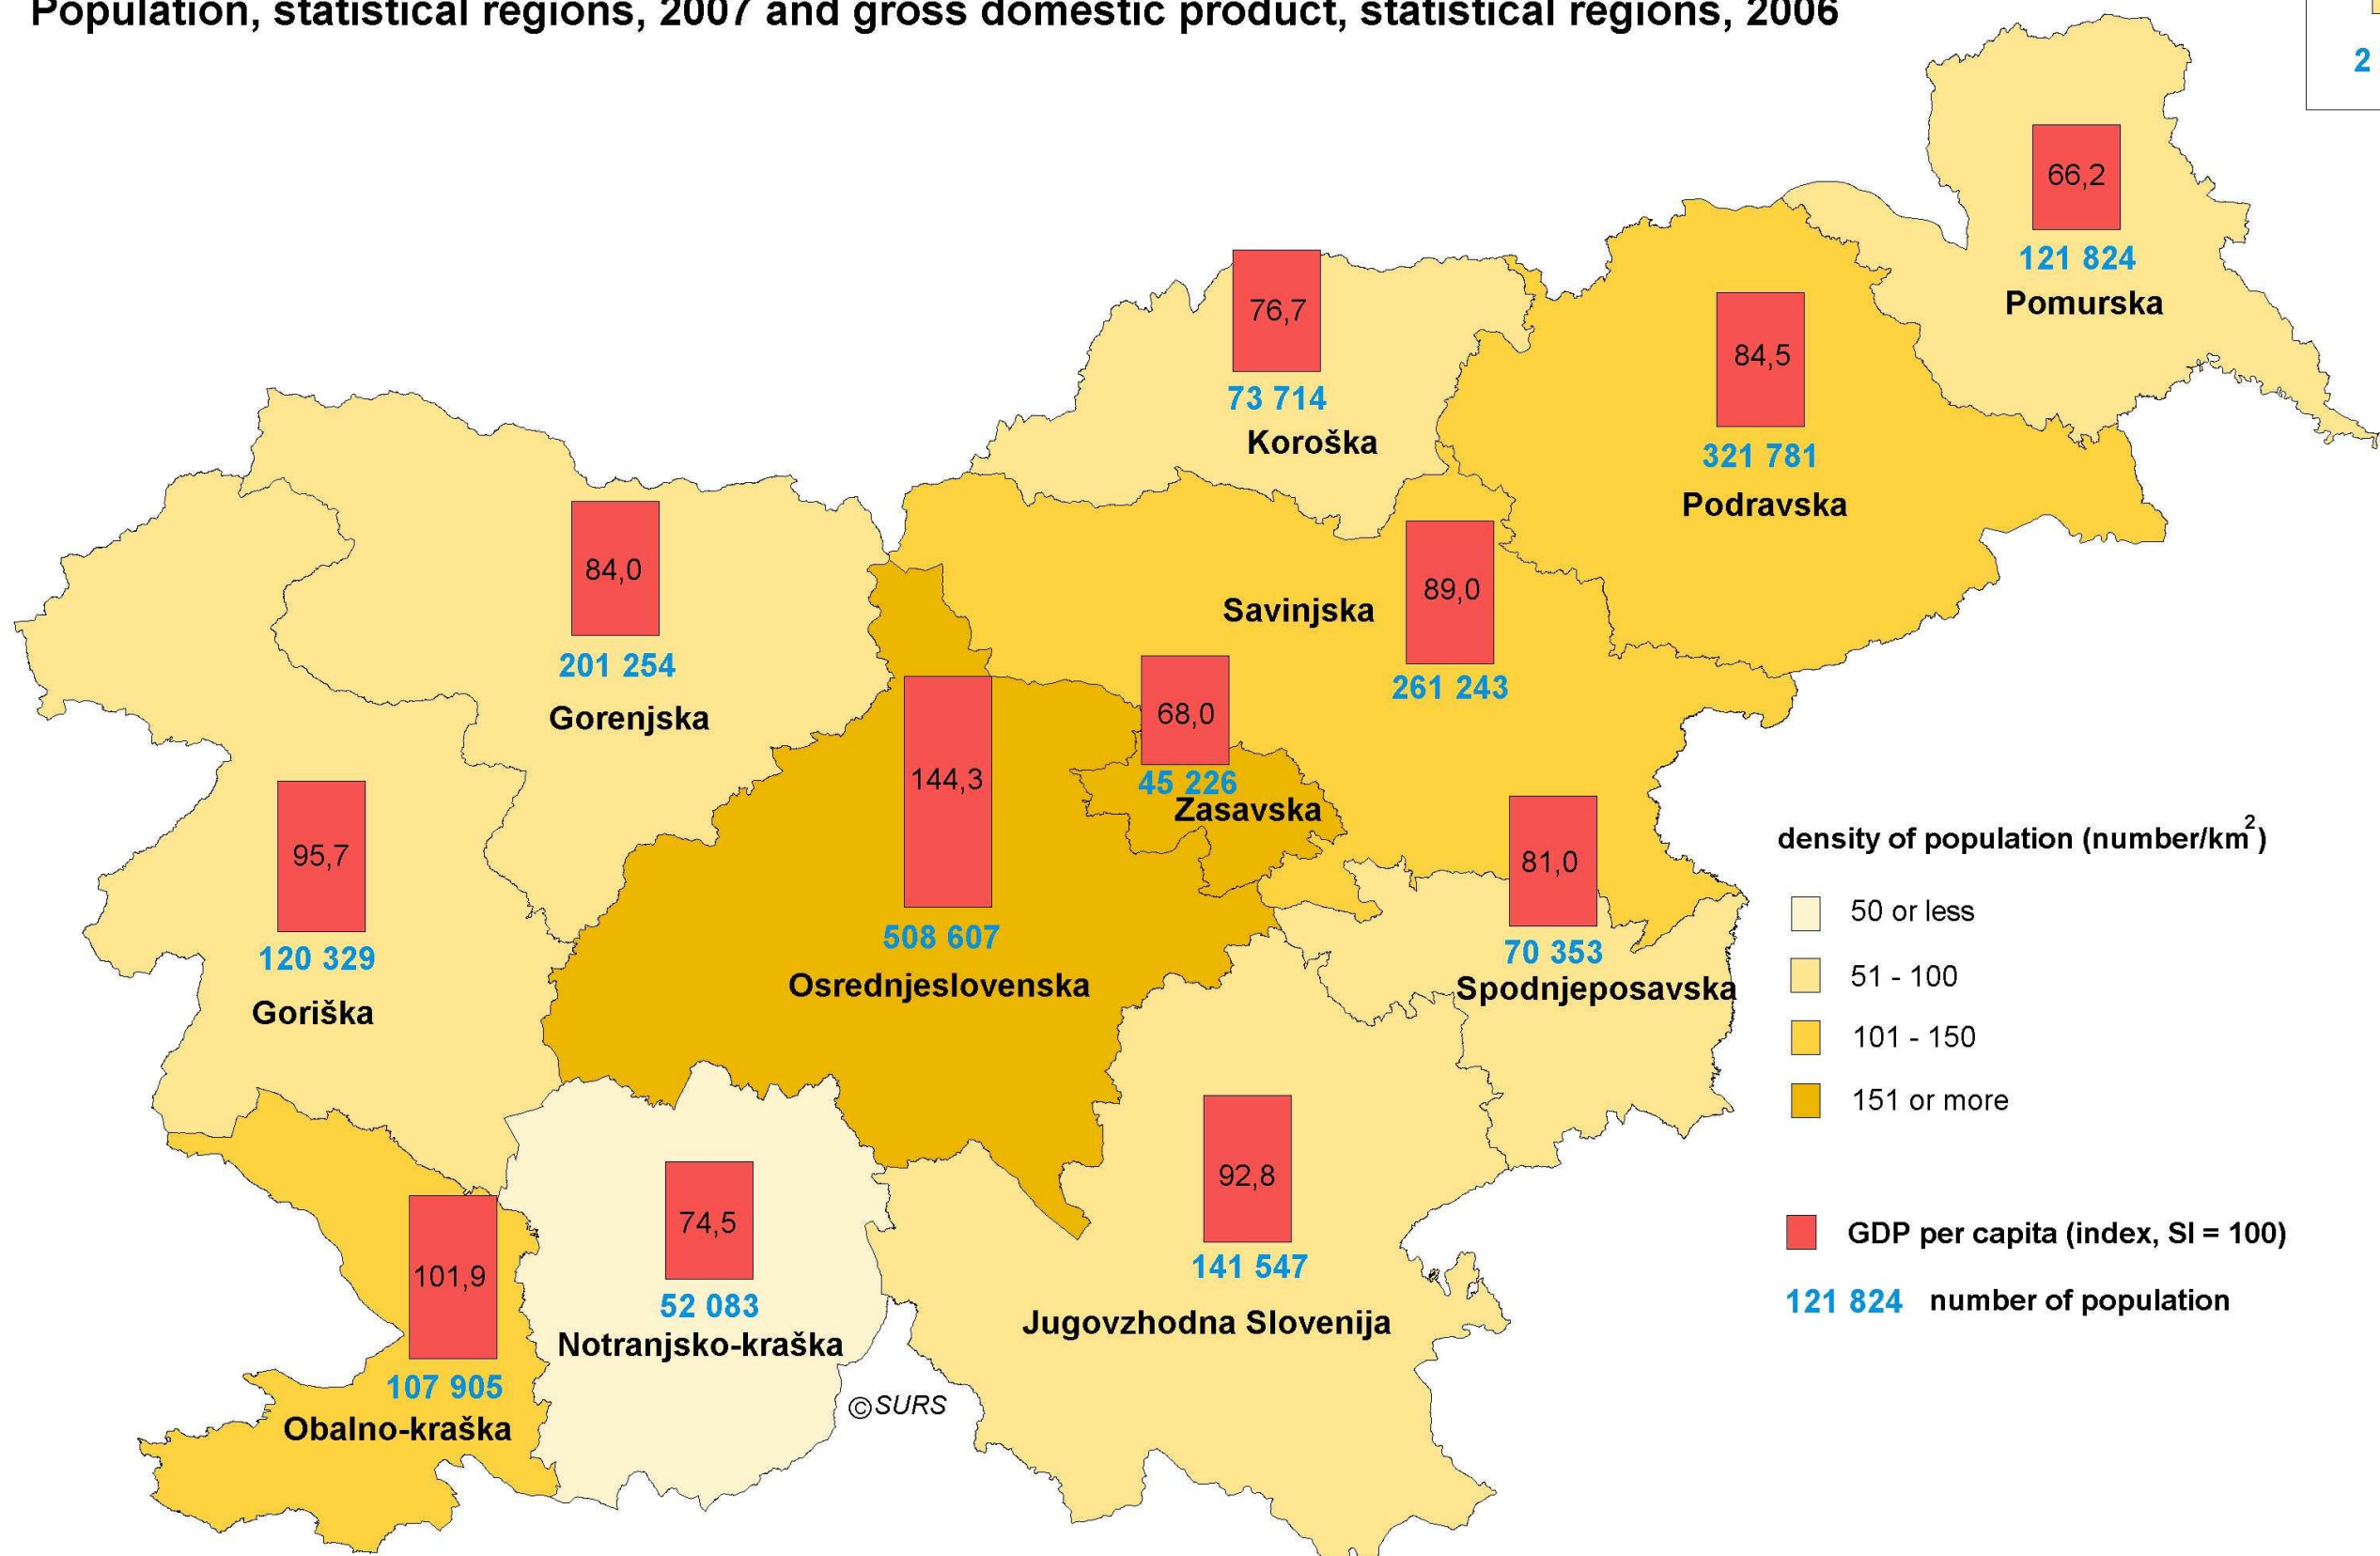 Population, statistical regions, 2007 and gross domestic product, statistical regions, 2006
2
66,2
121 824
Pomurska
76,7
73 714
Koroška
84,5
321 781
Podravska
84,0
201 254
Gorenjska
Savinjska
89,0
261 243
68,0
45 226
Zasavska
144,3
508 607
Osrednjeslovenska
95,7
120 329
Goriška
81,0
70 353
Spodnjeposavska
92,8
141 547
Jugovzhodna Slovenija
74,5
52 083
Notranjsko-kraška
101,9
107 905
Obalno-kraška
©SURS
density of population (number/km²)
50 or less
51 - 100
101 - 150
151 or more
GDP per capita (index, SI = 100)
121 824 number of population